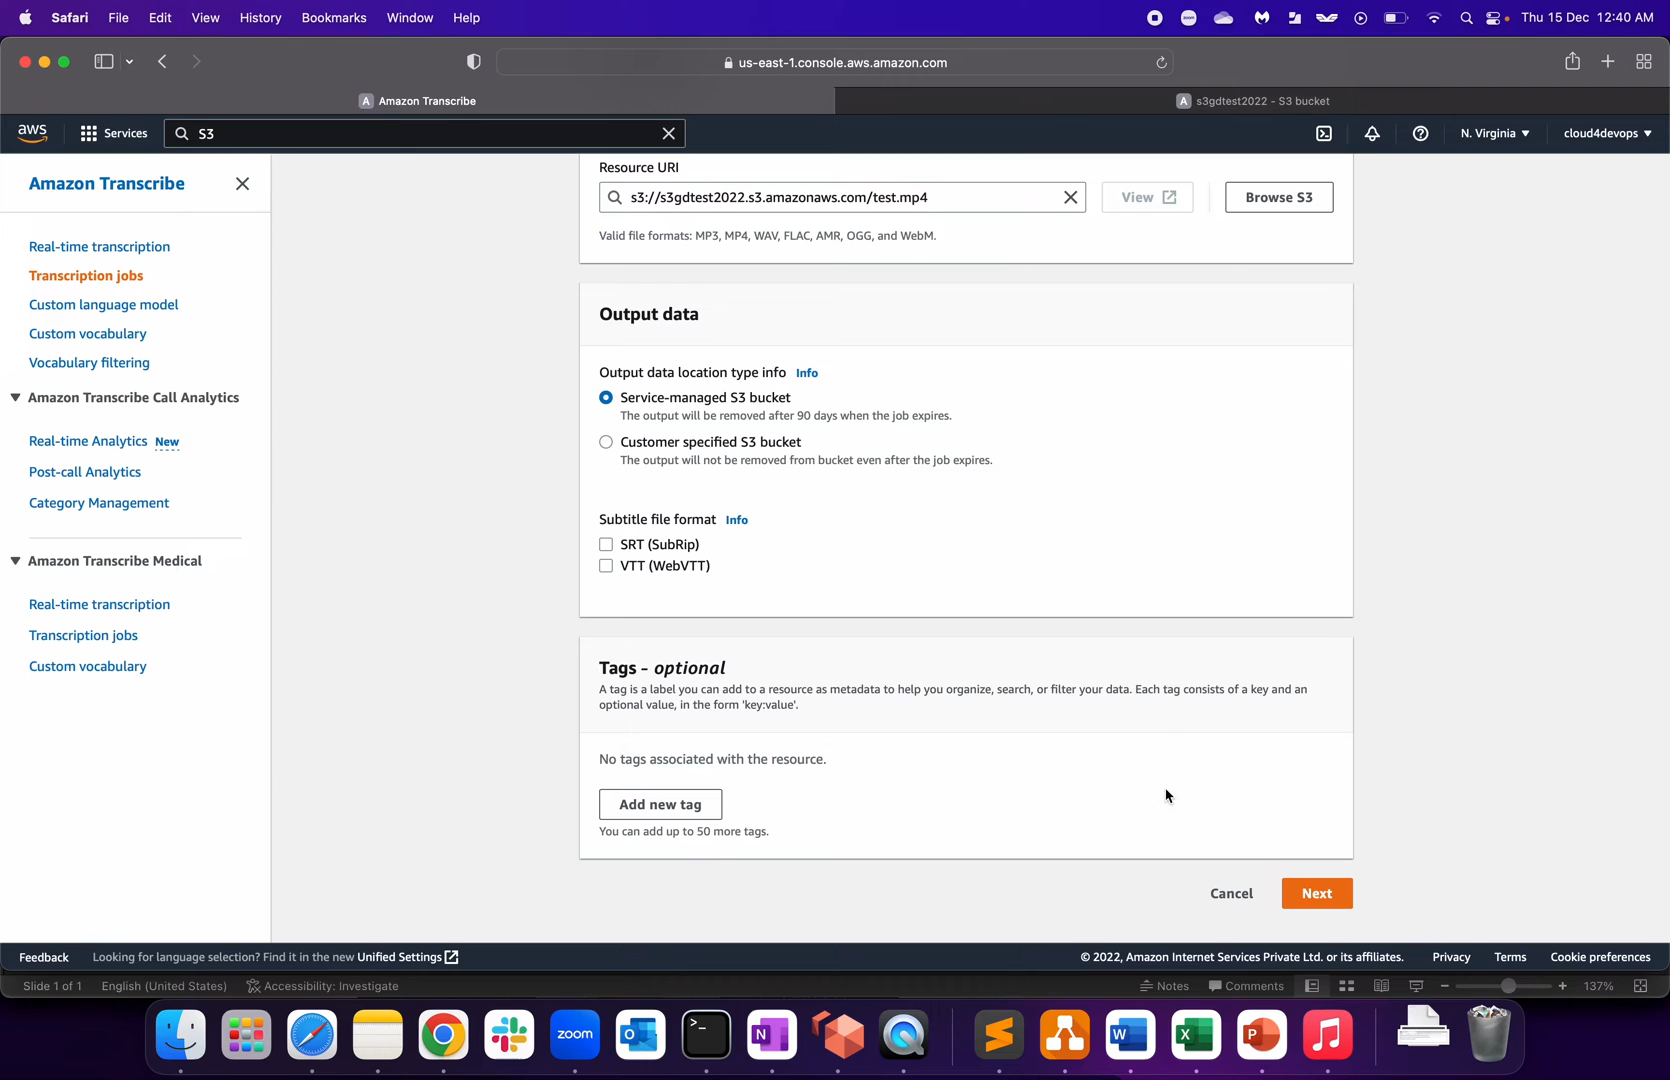 Safari File Edit View History Bookmarks Window Help
zoom
Thu 15 Dec 12:40 AM
us-east-1.console.aws.amazon.com
A Amazon Transcribe
A s3gdtest2022 - S3 bucket
aws Services S3
N. Virginia ▼ cloud4devops ▼
Amazon Transcribe
Real-time transcription
Transcription jobs
Custom language model
Custom vocabulary
Vocabulary filtering
Amazon Transcribe Call Analytics
Real-time Analytics New
Post-call Analytics
Category Management
Amazon Transcribe Medical
Real-time transcription
Transcription jobs
Custom vocabulary
Resource URI
s3://s3gdtest2022.s3.amazonaws.com/test.mp4
View
Browse S3
Valid file formats: MP3, MP4, WAV, FLAC, AMR, OGG, and WebM.
Output data
Output data location type info Info
Service-managed S3 bucket
The output will be removed after 90 days when the job expires.
Customer specified S3 bucket
The output will not be removed from bucket even after the job expires.
Subtitle file format Info
SRT (SubRip)
VTT (WebVTT)
Tags - optional
A tag is a label you can add to a resource as metadata to help you organize, search, or filter your data. Each tag consists of a key and an
optional value, in the form 'key:value'.
No tags associated with the resource.
Add new tag
You can add up to 50 more tags.
Cancel
Next
Feedback Looking for language selection? Find it in the new Unified Settings
© 2022, Amazon Internet Services Private Ltd. or its affiliates. Privacy Terms Cookie preferences
Slide 1 of 1 English (United States) Accessibility: Investigate
Notes Comments 137%
zoom
O
>_
N
W
X
P